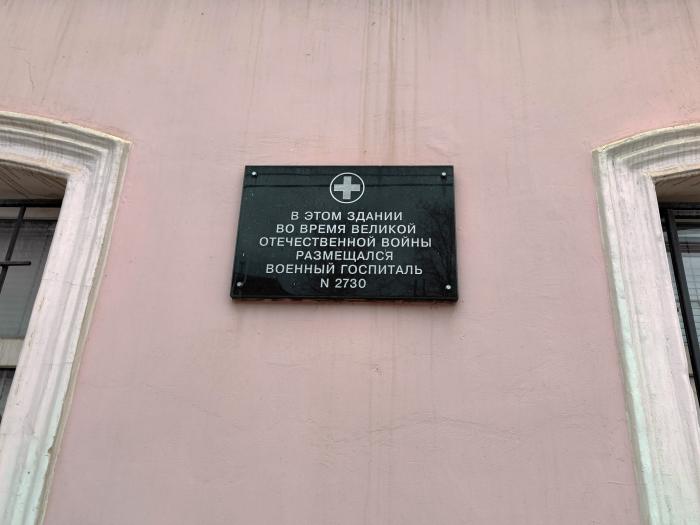 В ЭТОМ ЗДАНИИ
ВО ВРЕМЯ ВЕЛИКОЙ
ОТЕЧЕСТВЕННОЙ ВОЙНЫ
РАЗМЕЩАЛСЯ
ВОЕННЫЙ ГОСПИТАЛЬ
N 2730